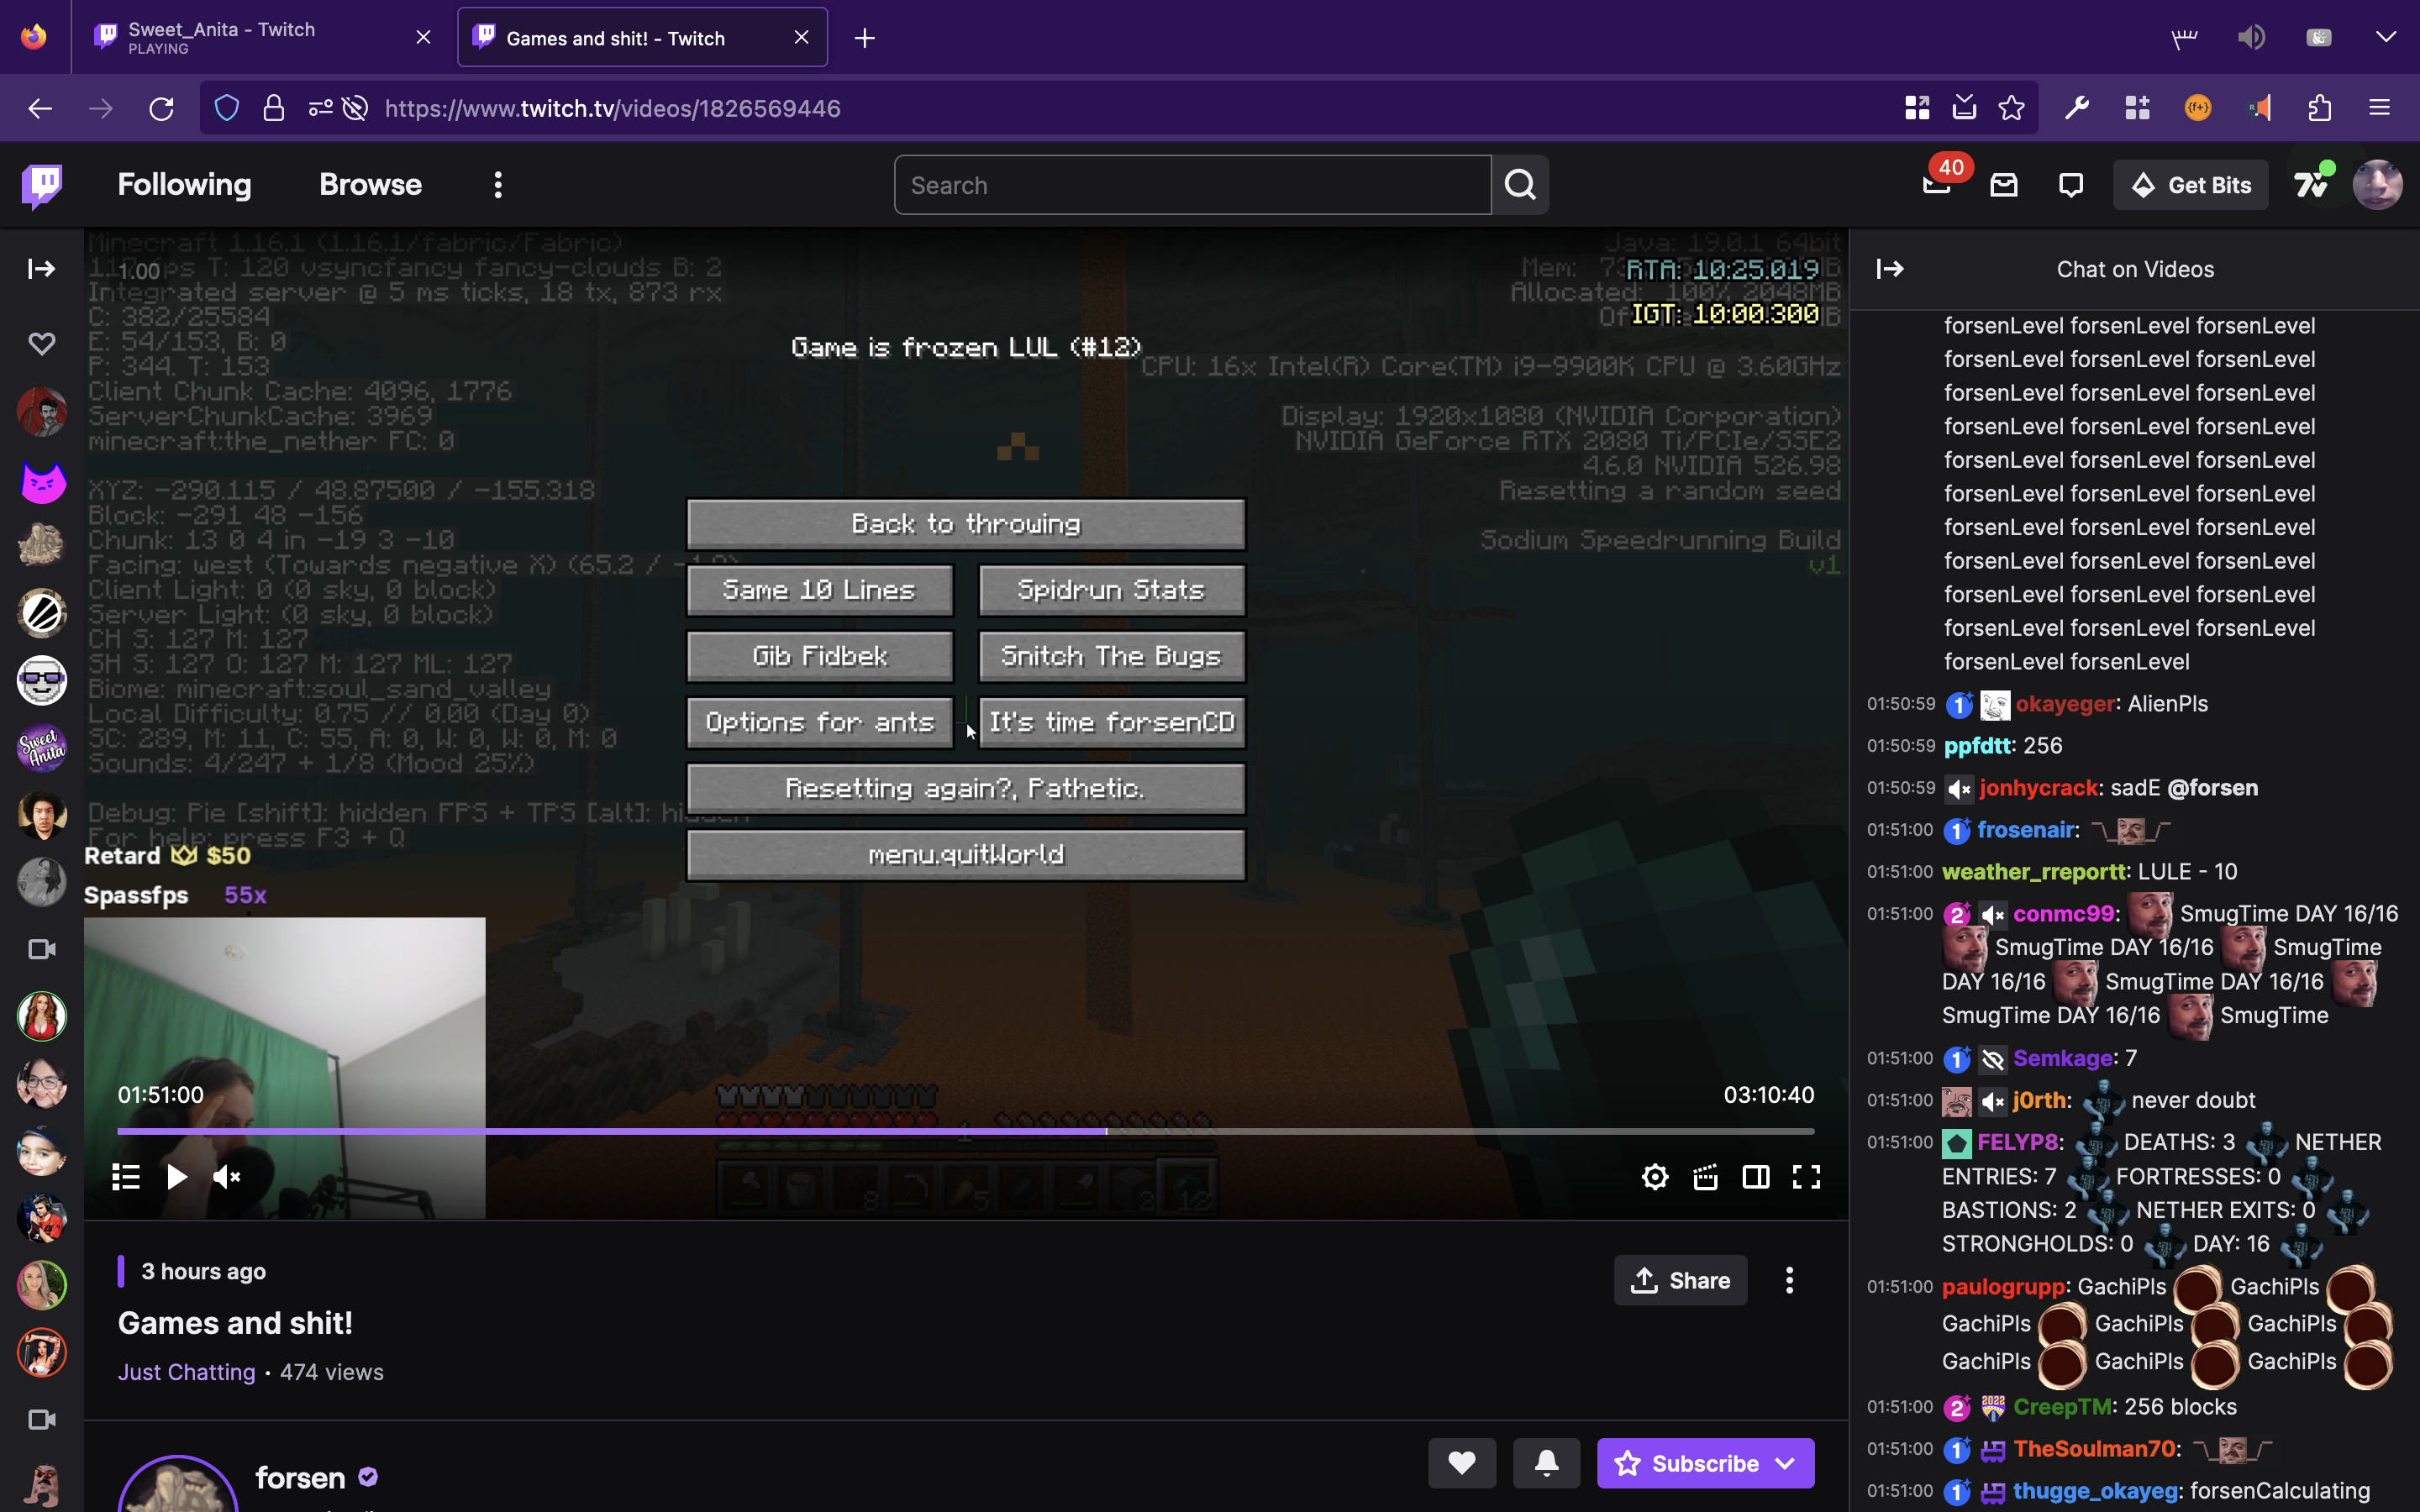 Sweet_Anita - Twitch
PLAYING
Games and shit! - Twitch
https://www.twitch.tv/videos/1826569446
Following
Browse
Search
40
Get Bits
Minecraft 1.16.1 (1.16.1/fabric/Fabric)
fps T: 120 vsyncfancy fancy-clouds B: 2
1.00
Integrated server @ 5 ms ticks, 18 tx, 873 rx
C: 382/25584
E: 54/153, B: 0
P: 344. T: 153
Client Chunk Cache: 4096, 1776
ServerChunkCache: 3969
minecraft:the_nether FC: 0
XYZ: -290.115 / 48.87500 / -155.318
Block: -291 48 -156
Chunk: 13 0 4 in -19 3 -10
Facing: west (Towards negative X) (65.2 /
Client Light: 0 (0 sky, 0 block)
Server Light: (0 sky, 0 block)
CH S: 127 M: 127
SH S: 127 O: 127 M: 127 ML: 127
Biome: minecraft:soul_sand_valley
Local Difficulty: 0.75 // 0.00 (Day 0)
SC: 289, M: 11, C: 55, A: 0, W: 0, W: 0, M: 0
Sounds: 4/247 + 1/8 (Mood 25%)
Debug: Pie [shift]: hidden FPS + TPS [alt]: hidden
For help: press F3 + Q
Java: 19.0.1 64bit
Mem:
RTA: 10:25.019
Allocated: 100% 2048MB
IGT: 10:00.300
CPU: 16x Intel(R) Core(TM) i9-9900K CPU @ 3.60GHz
Display: 1920x1080 (NVIDIA Corporation)
NVIDIA GeForce RTX 2080 Ti/PCIe/SSE2
4.6.0 NVIDIA 526.98
Resetting a random seed
Sodium Speedrunning Build
v1
Game is frozen LUL (#12)
Back to throwing
Same 10 Lines
Spidrun Stats
Gib Fidbek
Snitch The Bugs
Options for ants
It's time forsenCD
Resetting again?, Pathetic.
menu.quitWorld
Retard $50
Spassfps 55x
8
5
2
12
01:51:00
03:10:40
3 hours ago
Share
Games and shit!
Just Chatting • 474 views
forsen
Subscribe
Chat on Videos
forsenLevel forsenLevel forsenLevel
forsenLevel forsenLevel forsenLevel
forsenLevel forsenLevel forsenLevel
forsenLevel forsenLevel forsenLevel
forsenLevel forsenLevel forsenLevel
forsenLevel forsenLevel forsenLevel
forsenLevel forsenLevel forsenLevel
forsenLevel forsenLevel forsenLevel
forsenLevel forsenLevel forsenLevel
forsenLevel forsenLevel forsenLevel
forsenLevel forsenLevel
01:50:59 1 okayeger: AlienPls
01:50:59 ppfdtt: 256
01:50:59 jonhycrack: sadE @forsen
01:51:00 1 frosenair:
01:51:00 weather_rreportt: LULE - 10
01:51:00 2 conmc99: SmugTime DAY 16/16
SmugTime DAY 16/16 SmugTime
DAY 16/16 SmugTime DAY 16/16
SmugTime DAY 16/16 SmugTime
01:51:00 1 Semkage: 7
01:51:00 j0rth: never doubt
01:51:00 FELYP8: DEATHS: 3 NETHER
ENTRIES: 7 FORTRESSES: 0
BASTIONS: 2 NETHER EXITS: 0
STRONGHOLDS: 0 DAY: 16
01:51:00 paulogrupp: GachiPls GachiPls
GachiPls GachiPls GachiPls
GachiPls GachiPls GachiPls
01:51:00 2 2022 CreepTM: 256 blocks
01:51:00 1 TheSoulman70:
01:51:00 1 thugge_okayeg: forsenCalculating
Sweet
Anita